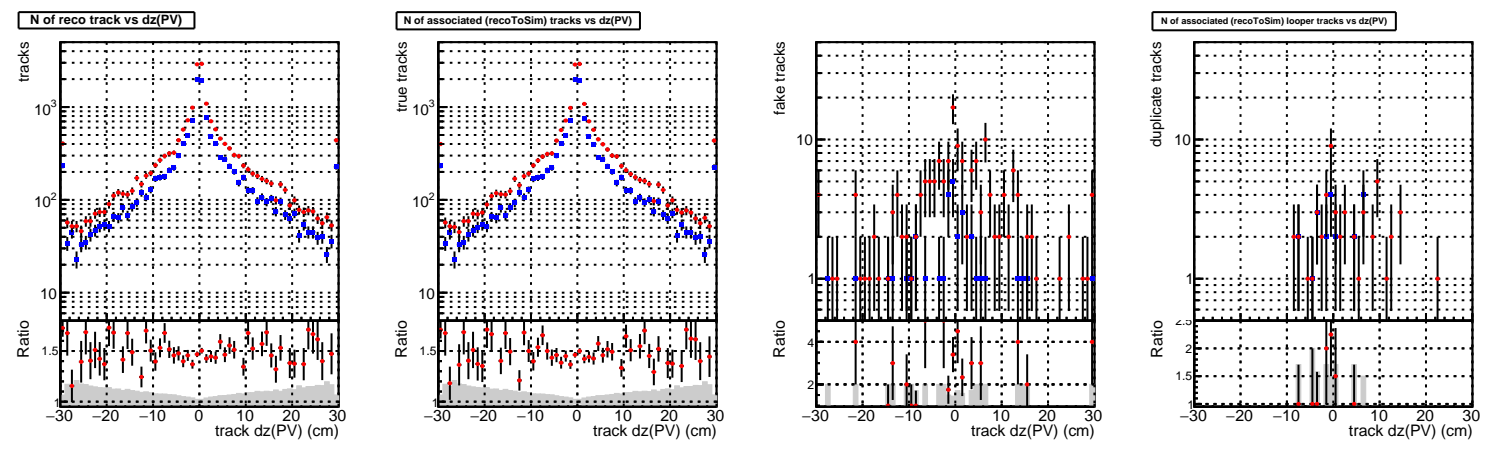 N of reco track vs dz(PV)
tracks
10³
10²
10
Ratio
1.5
1
−30 −20 −10 0 10 20 30
track dz(PV) (cm)
N of associated (recoToSim) tracks vs dz(PV)
true tracks
10³
10²
10
Ratio
1.5
1
−30 −20 −10 0 10 20 30
track dz(PV) (cm)
fake tracks
10
1
Ratio
4
2
−30 −20 −10 0 10 20 30
track dz(PV) (cm)
N of associated (recoToSim) looper tracks vs dz(PV)
duplicate tracks
10
1
Ratio
2.5
2
1.5
1
−30 −20 −10 0 10 20 30
track dz(PV) (cm)